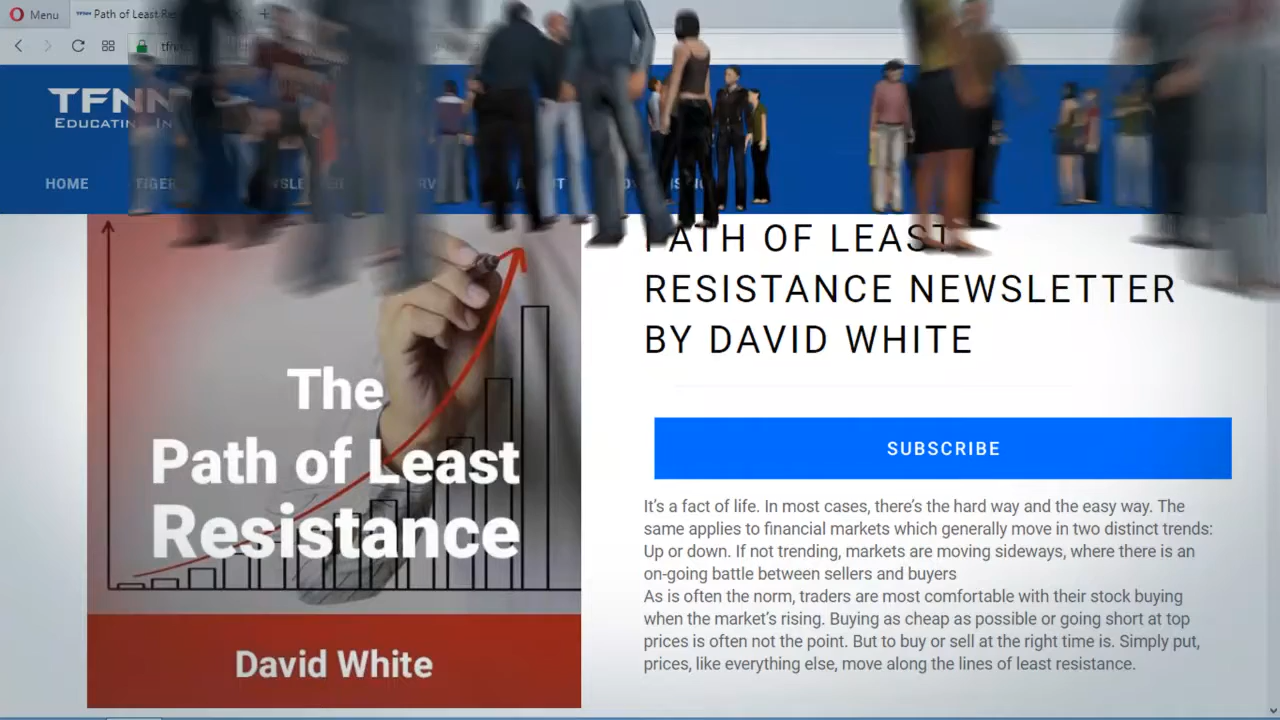 Menu
Path of Least Res
TFNN
EDUCATIN
HOME
TIGER
PATH OF LEAST
RESISTANCE NEWSLETTER
BY DAVID WHITE
SUBSCRIBE
The
Path of Least
Resistance
David White
It's a fact of life. In most cases, there's the hard way and the easy way. The
same applies to financial markets which generally move in two distinct trends:
Up or down. If not trending, markets are moving sideways, where there is an
on-going battle between sellers and buyers
As is often the norm, traders are most comfortable with their stock buying
when the market's rising. Buying as cheap as possible or going short at top
prices is often not the point. But to buy or sell at the right time is. Simply put,
prices, like everything else, move along the lines of least resistance.